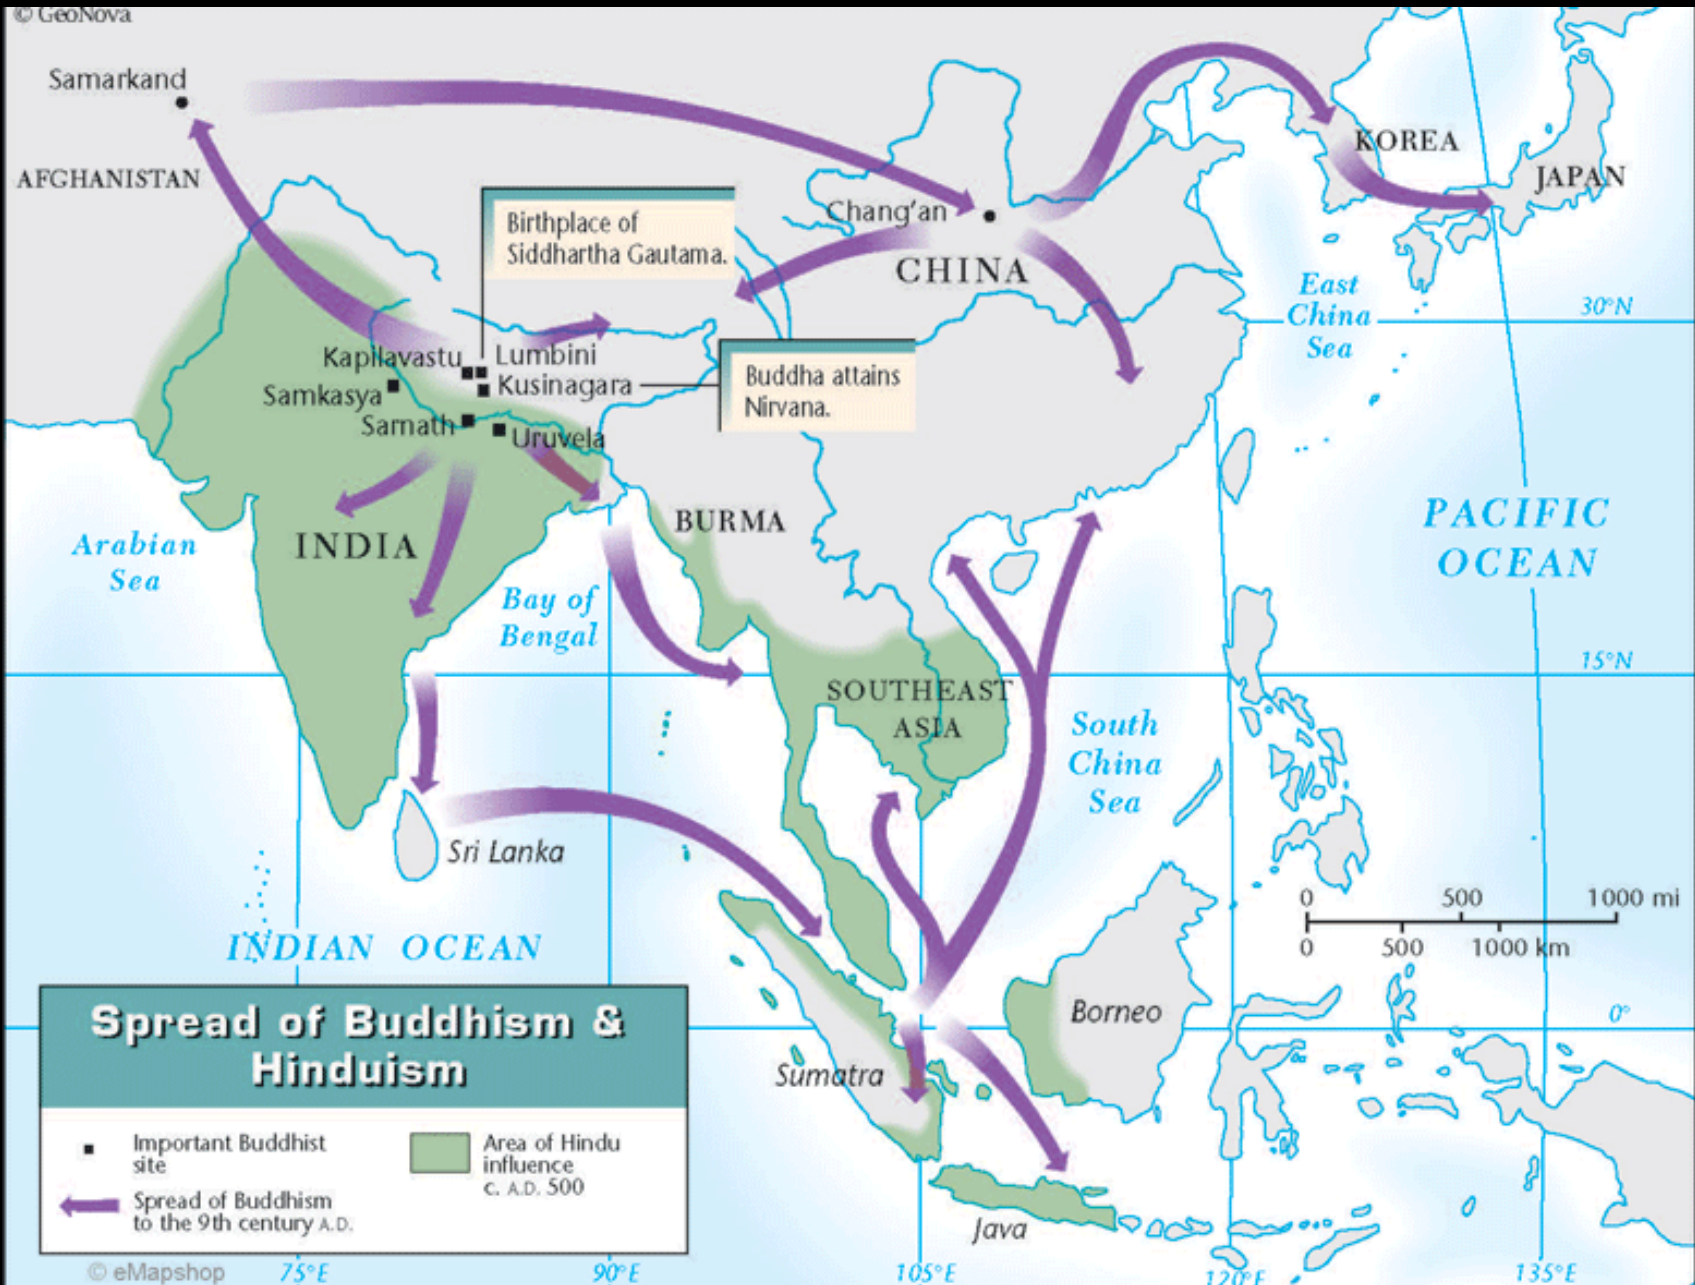 © GeoNova
Samarkand
AFGHANISTAN
KOREA
JAPAN
Birthplace of
Siddhartha Gautama.
Chang'an
CHINA
East
China
Sea
30°N
Kapilavastu
Lumbini
Samkasya
Kusinagara
Buddha attains
Nirvana.
Sarnath
Uruvela
Arabian
Sea
INDIA
BURMA
PACIFIC
OCEAN
Bay of
Bengal
15°N
SOUTHEAST
ASIA
South
China
Sea
Sri Lanka
0 500 1000 mi
0 500 1000 km
INDIAN OCEAN
Borneo
0°
Sumatra
Java
Spread of Buddhism &
Hinduism
Important Buddhist
site
Area of Hindu
influence
c. A.D. 500
Spread of Buddhism
to the 9th century A.D.
© eMapshop
75°E
90°E
105°E
120°E
135°E